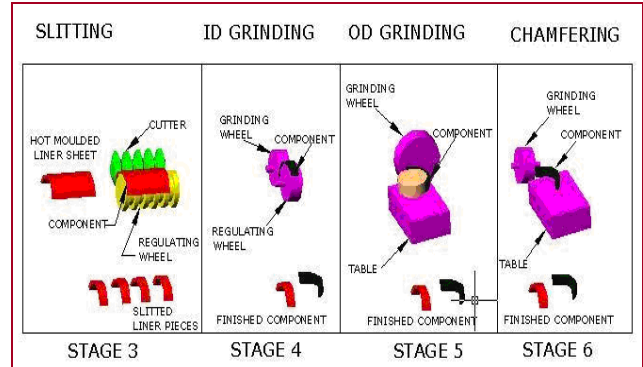 SLITTING
ID GRINDING
OD GRINDING
CHAMFERING
CUTTER
HOT MOULDED
LINER SHEET
COMPONENT
REGULATING
WHEEL
SLITTED
LINER PIECES
GRINDING
WHEEL
COMPONENT
REGULATING
WHEEL
FINISHED COMPONENT
GRINDING
WHEEL
COMPONENT
TABLE
FINISHED COMPONENT
GRINDING
WHEEL
COMPONENT
TABLE
FINISHED COMPONENT
STAGE 3
STAGE 4
STAGE 5
STAGE 6